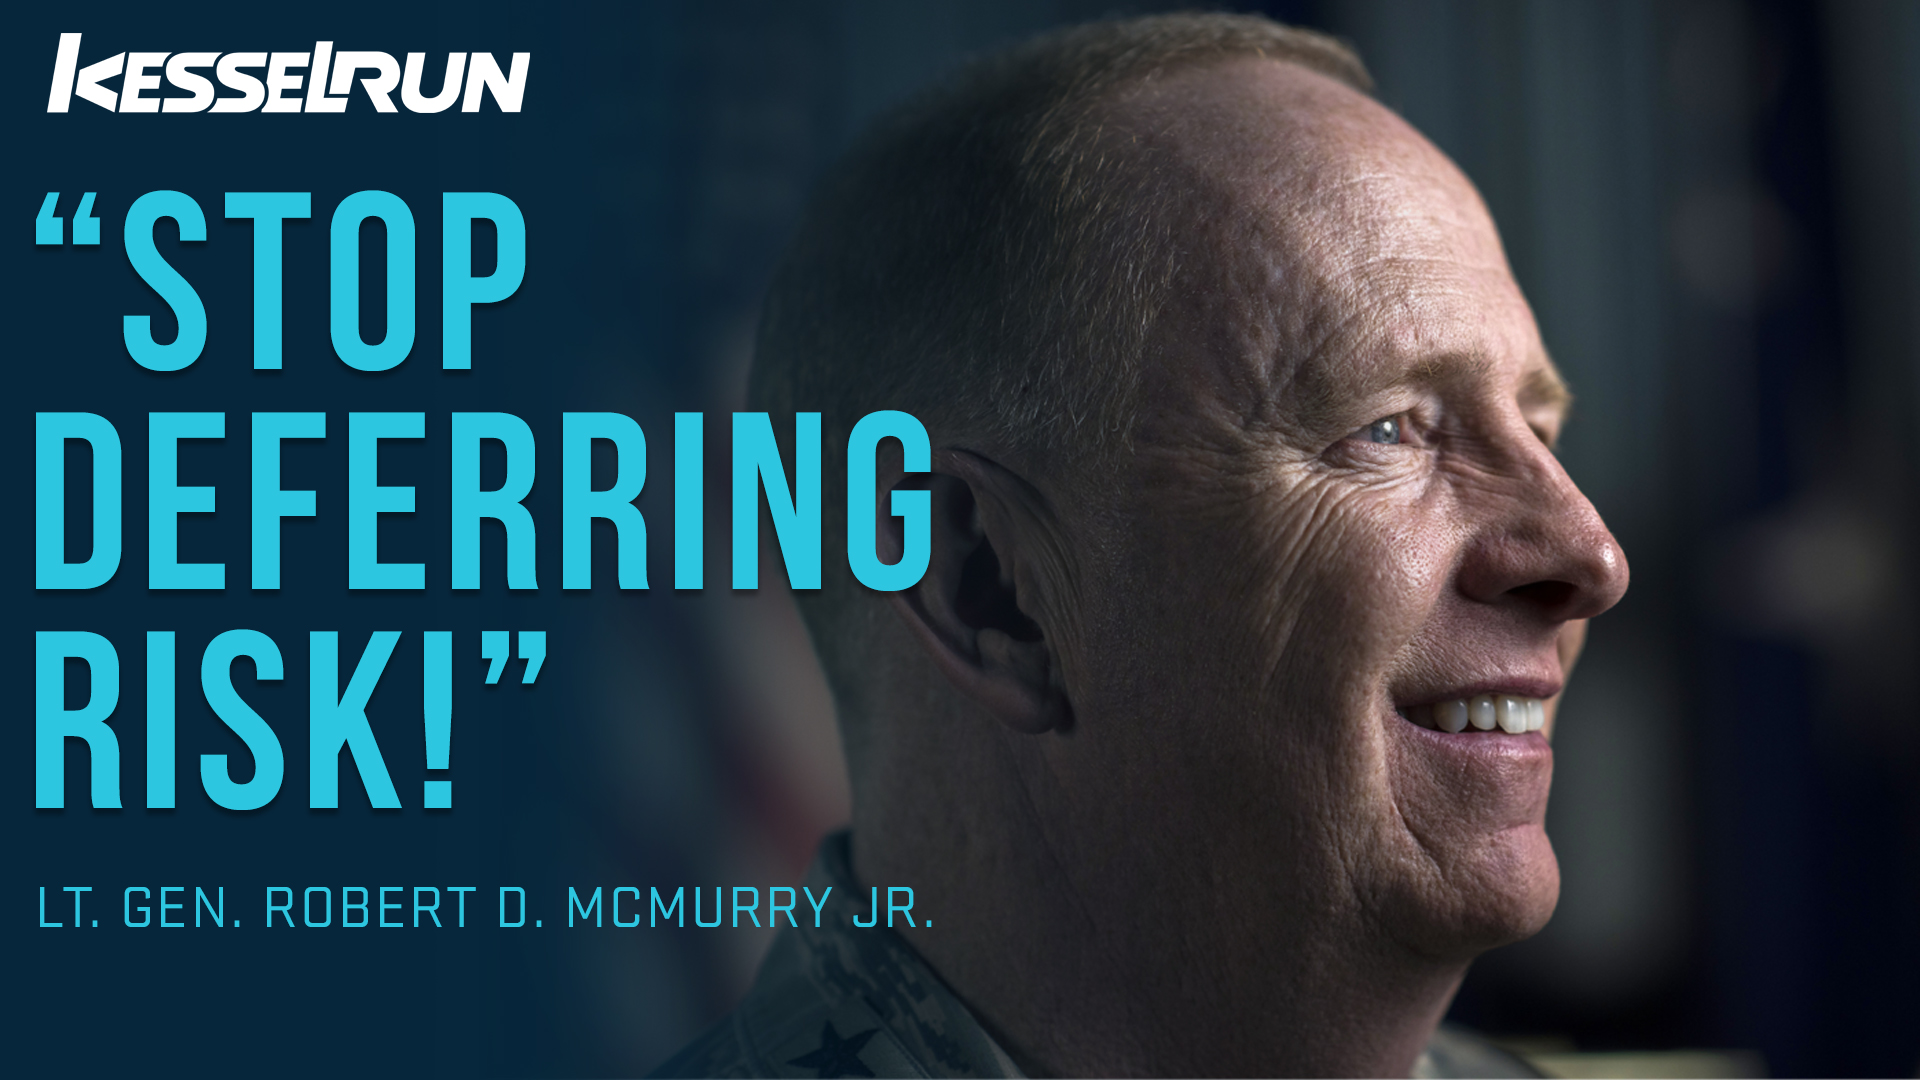 KESSELRUN
“STOP
DEFERRING
RISK!”
LT. GEN. ROBERT D. MCMURRY JR.